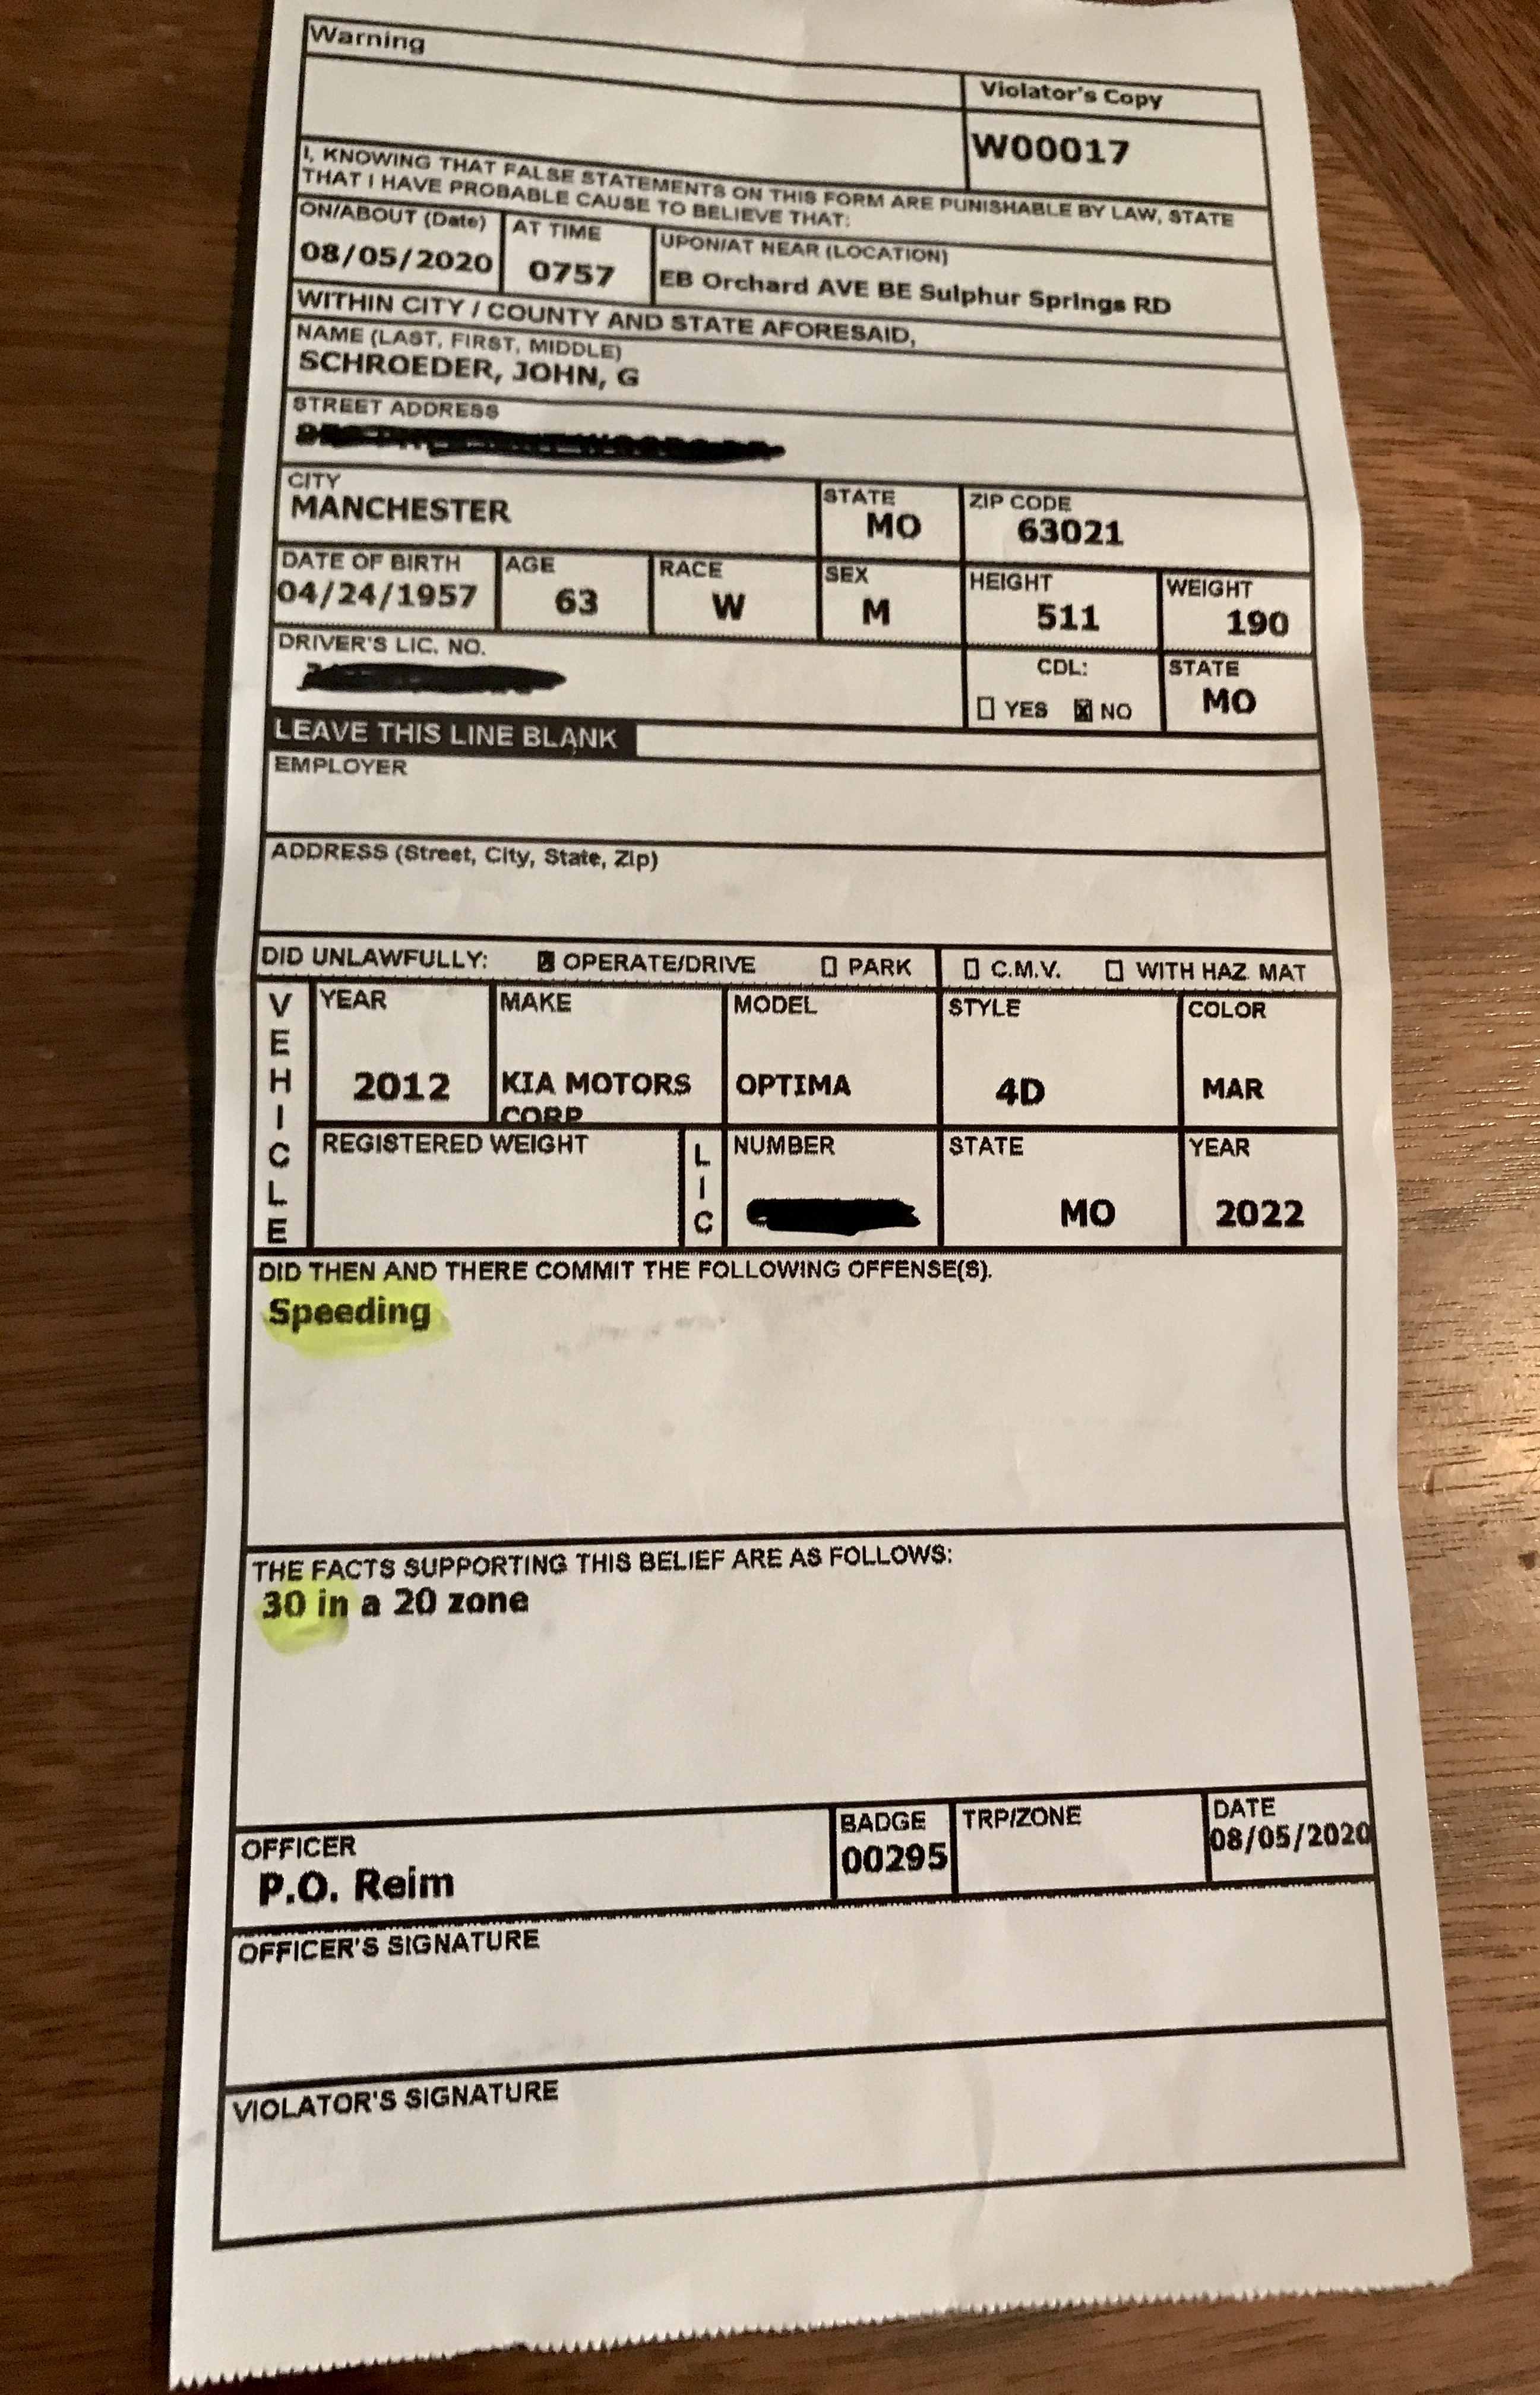 Warning
Violator's Copy
W00017
I, KNOWING THAT FALSE STATEMENTS ON THIS FORM ARE PUNISHABLE BY LAW, STATE
THAT I HAVE PROBABLE CAUSE TO BELIEVE THAT:
ON/ABOUT (Date) AT TIME UPON/AT NEAR (LOCATION)
08/05/2020 0757 EB Orchard AVE BE Sulphur Springs RD
WITHIN CITY / COUNTY AND STATE AFORESAID,
NAME (LAST, FIRST, MIDDLE)
SCHROEDER, JOHN, G
STREET ADDRESS
CITY STATE ZIP CODE
MANCHESTER MO 63021
DATE OF BIRTH AGE RACE SEX HEIGHT WEIGHT
04/24/1957 63 W M 511 190
DRIVER'S LIC. NO. CDL: STATE
YES NO MO
LEAVE THIS LINE BLANK
EMPLOYER
ADDRESS (Street, City, State, Zip)
DID UNLAWFULLY: OPERATE/DRIVE PARK C.M.V. WITH HAZ. MAT
VEHICLE
YEAR MAKE MODEL STYLE COLOR
2012 KIA MOTORS OPTIMA 4D MAR
CORP
REGISTERED WEIGHT LIC NUMBER STATE YEAR
MO 2022
DID THEN AND THERE COMMIT THE FOLLOWING OFFENSE(S).
Speeding
THE FACTS SUPPORTING THIS BELIEF ARE AS FOLLOWS:
30 in a 20 zone
OFFICER BADGE TRP/ZONE DATE
P.O. Reim 00295 08/05/2020
OFFICER'S SIGNATURE
VIOLATOR'S SIGNATURE